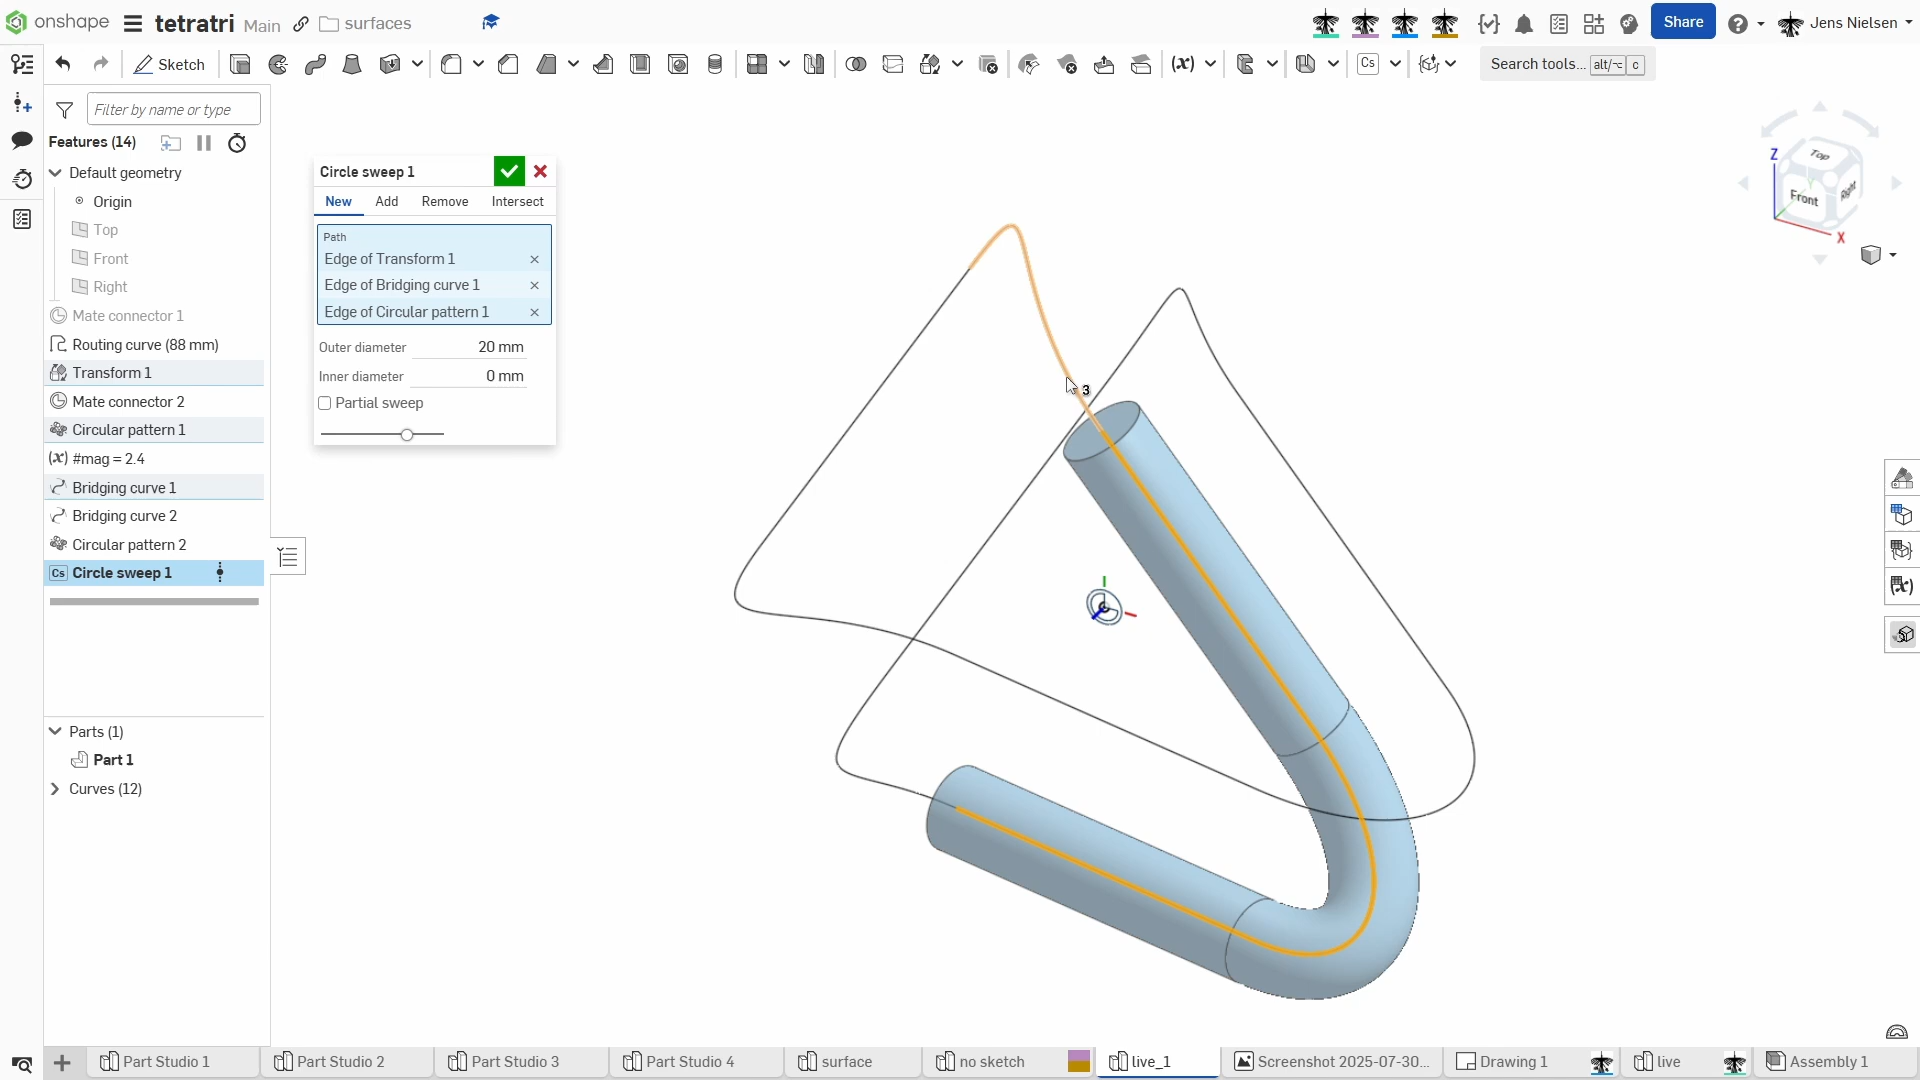 onshape tetratri Main surfaces Share Jens Nielsen
Sketch Cs Search tools... alt/⌥ c
Filter by name or type
Features (14)
Default geometry
Origin
Top
Front
Right
Mate connector 1
Routing curve (88 mm)
Transform 1
Mate connector 2
Circular pattern 1
(x) #mag = 2.4
Bridging curve 1
Bridging curve 2
Circular pattern 2
Cs Circle sweep 1
Parts (1)
Part 1
Curves (12)
Circle sweep 1
New Add Remove Intersect
Path
Edge of Transform 1
Edge of Bridging curve 1
Edge of Circular pattern 1
Outer diameter 20 mm
Inner diameter 0 mm
Partial sweep
3
Z
Top
Front
Right
X
Part Studio 1 Part Studio 2 Part Studio 3 Part Studio 4 surface no sketch live_1 Screenshot 2025-07-30... Drawing 1 live Assembly 1